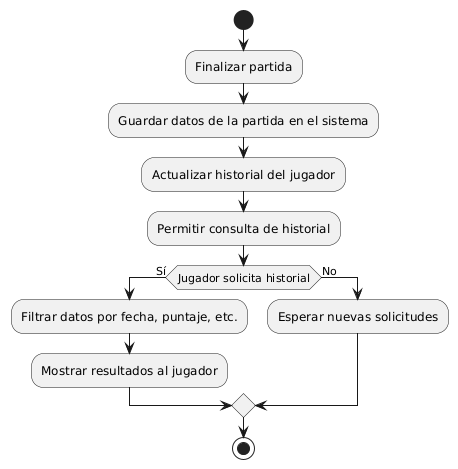 Finalizar partida
Guardar datos de la partida en el sistema
Actualizar historial del jugador
Permitir consulta de historial
Sí
Jugador solicita historial
No
Filtrar datos por fecha, puntaje, etc.
Esperar nuevas solicitudes
Mostrar resultados al jugador